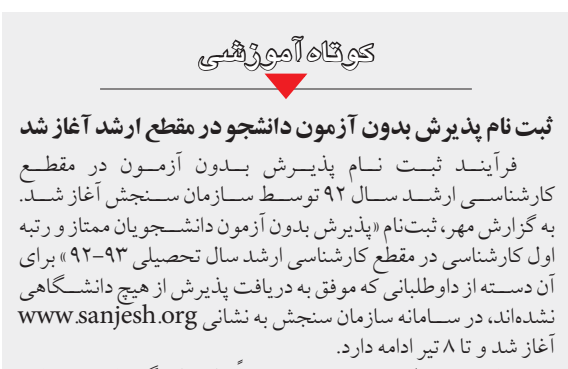 کوتاه آموزشی
ثبت نام پذیرش بدون آزمون دانشجو در مقطع ارشد آغاز شد
فرآیند ثبت نام پذیرش بدون آزمون در مقطع
کارشناسی ارشد سال ۹۲ توسط سازمان سنجش آغاز شد.
به گزارش مهر، ثبت‌نام «پذیرش بدون آزمون دانشجویان ممتاز و رتبه
اول کارشناسی در مقطع کارشناسی ارشد سال تحصیلی ۹۳-۹۲» برای
آن دسته از داوطلبانی که موفق به دریافت پذیرش از هیچ دانشگاهی
نشده‌اند، در سامانه سازمان سنجش به نشانی www.sanjesh.org
آغاز شد و تا ۸ تیر ادامه دارد.